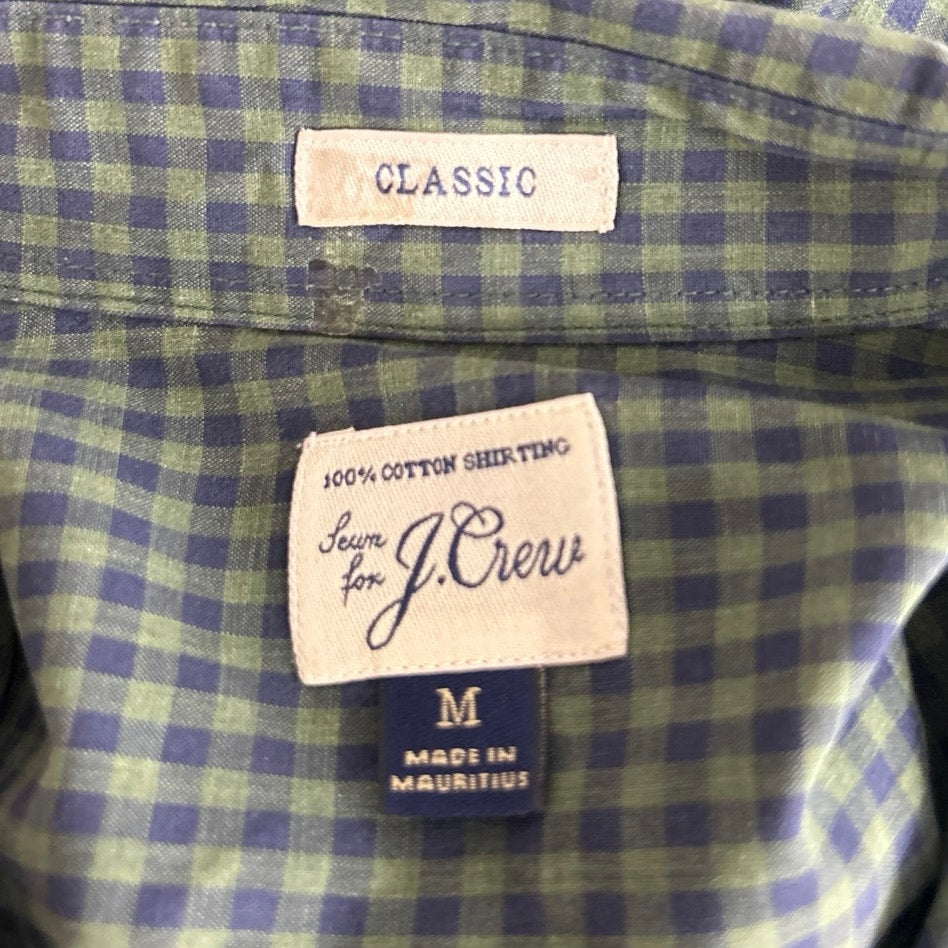 CLASSIC
100% COTTON SHIRTING
Sewn
for J.Crew
M
MADE IN
MAURITIUS